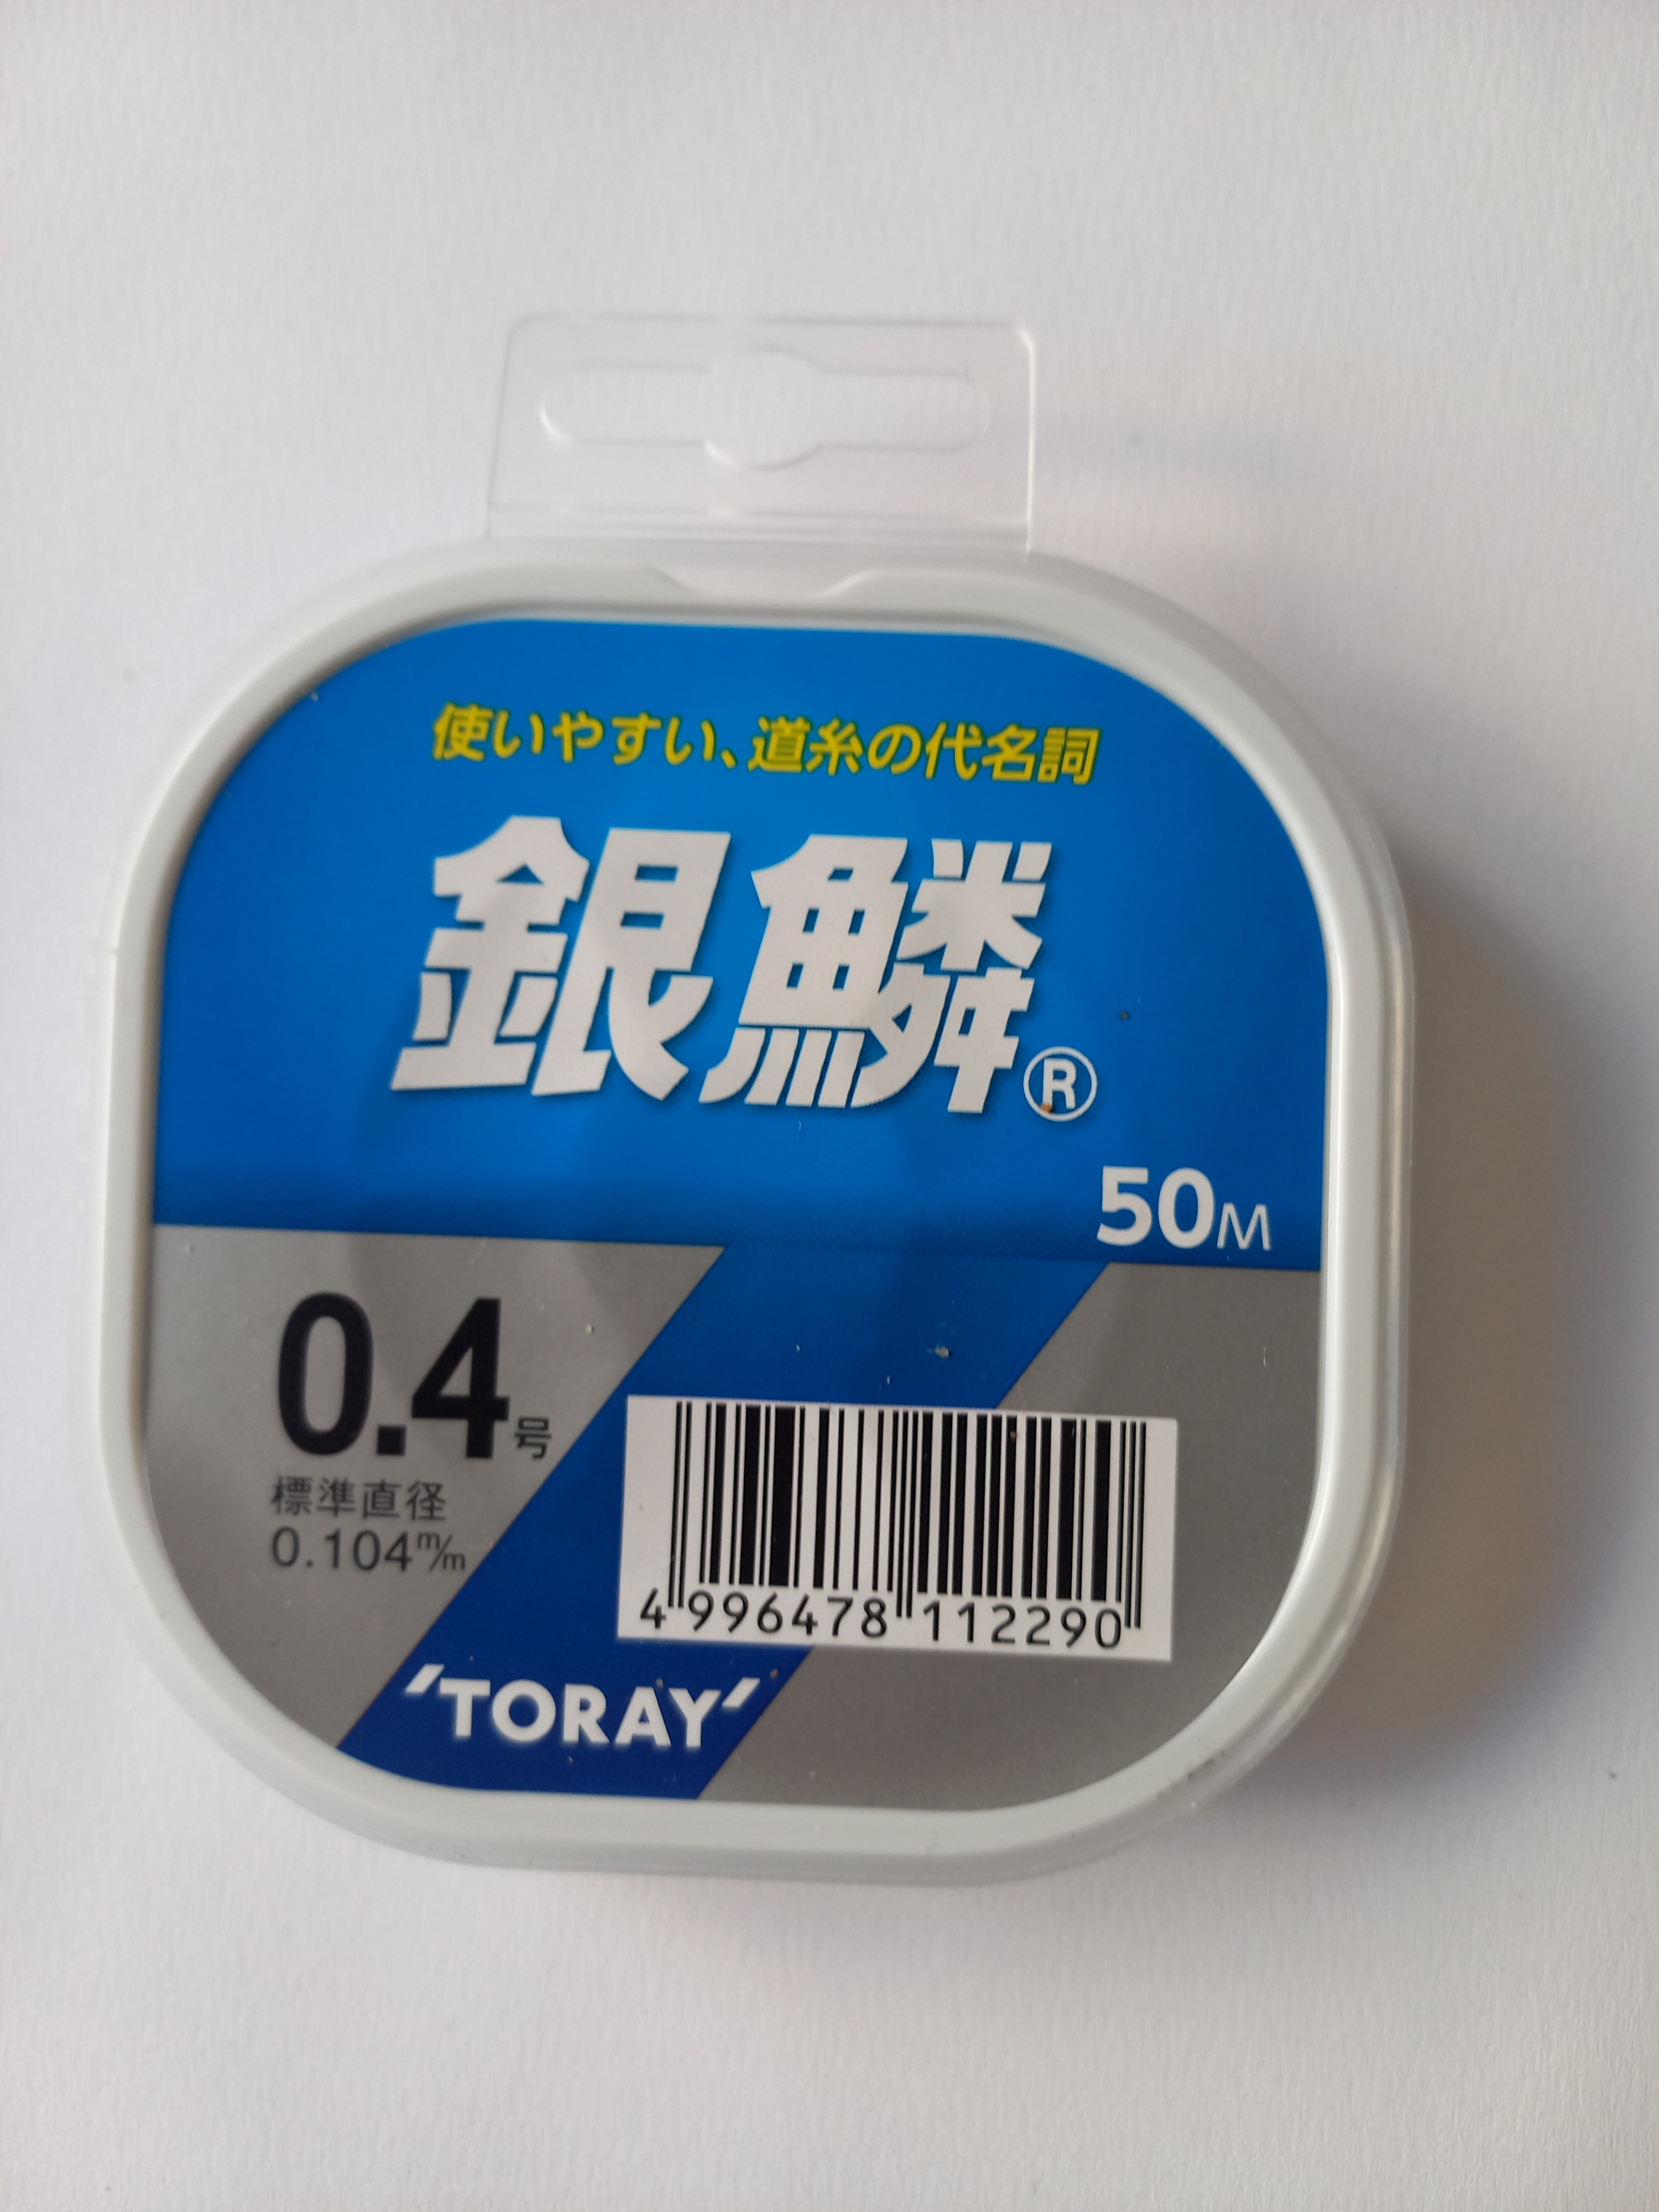 使いやすい、道糸の代名詞
銀鱗®
50M
0.4号
標準直径
0.104m/m
4 996478 112290
'TORAY'